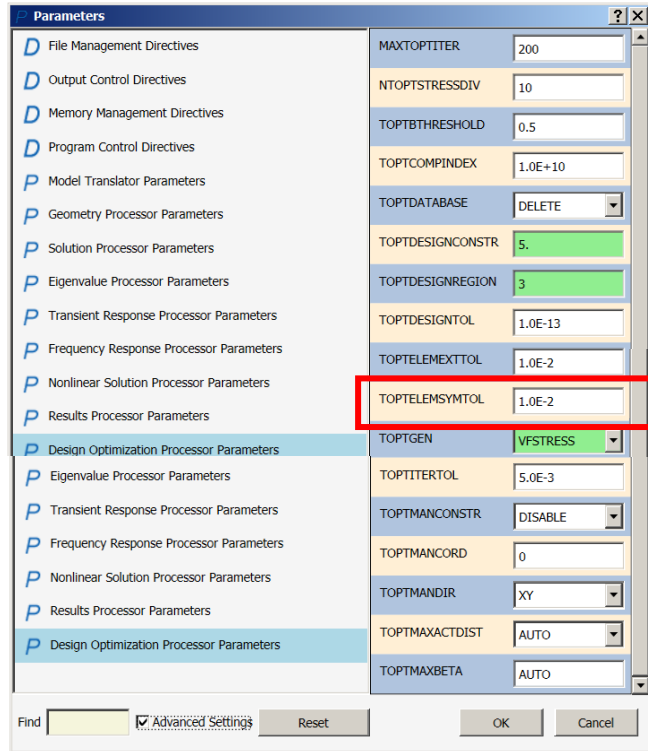 Parameters
? ×
D File Management Directives
D Output Control Directives
D Memory Management Directives
D Program Control Directives
P Model Translator Parameters
P Geometry Processor Parameters
P Solution Processor Parameters
P Eigenvalue Processor Parameters
P Transient Response Processor Parameters
P Frequency Response Processor Parameters
P Nonlinear Solution Processor Parameters
P Results Processor Parameters
P Design Optimization Processor Parameters
P Eigenvalue Processor Parameters
P Transient Response Processor Parameters
P Frequency Response Processor Parameters
P Nonlinear Solution Processor Parameters
P Results Processor Parameters
P Design Optimization Processor Parameters
MAXTOPTITER 200
NTOPTSTRESSDIV 10
TOPTBTHRESHOLD 0.5
TOPTCOMPINDEX 1.0E+10
TOPTDATABASE DELETE
TOPTDESIGNCONSTR 5.
TOPTDESIGNREGION 3
TOPTDESIGNTOL 1.0E-13
TOPTELEMEXTTOL 1.0E-2
TOPTELEMSYMTOL 1.0E-2
TOPTGEN VFSTRESS
TOPTITERTOL 5.0E-3
TOPTMANCONSTR DISABLE
TOPTMANCORD 0
TOPTMANDIR XY
TOPTMAXACTDIST AUTO
TOPTMAXBETA AUTO
Find Advanced Settings Reset OK Cancel